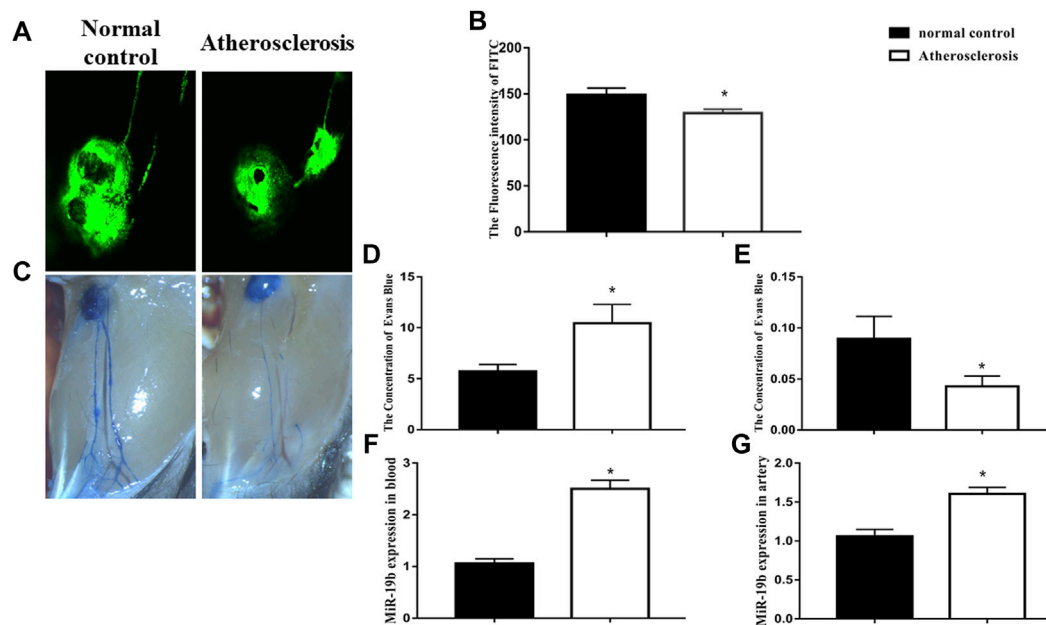 A
Normal
control
Atherosclerosis
B
The Fluorescence intensity of FITC
200
150
100
50
0
*
normal control
Atherosclerosis
C
D
The Concentration of Evans Blue
15
10
5
0
*
E
The Concentration of Evans Blue
0.15
0.10
0.05
0.00
*
F
MiR-19b expression in blood
3
2
1
0
*
G
MiR-19b expression in artery
2.0
1.5
1.0
0.5
0.0
*